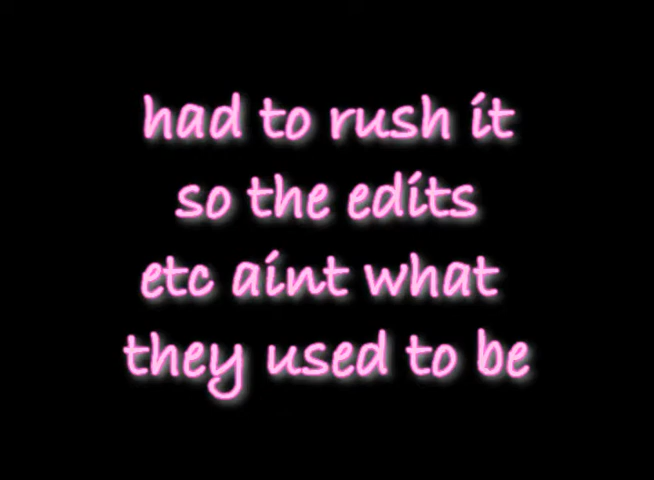 had to rush it
so the edits
etc aint what
they used to be